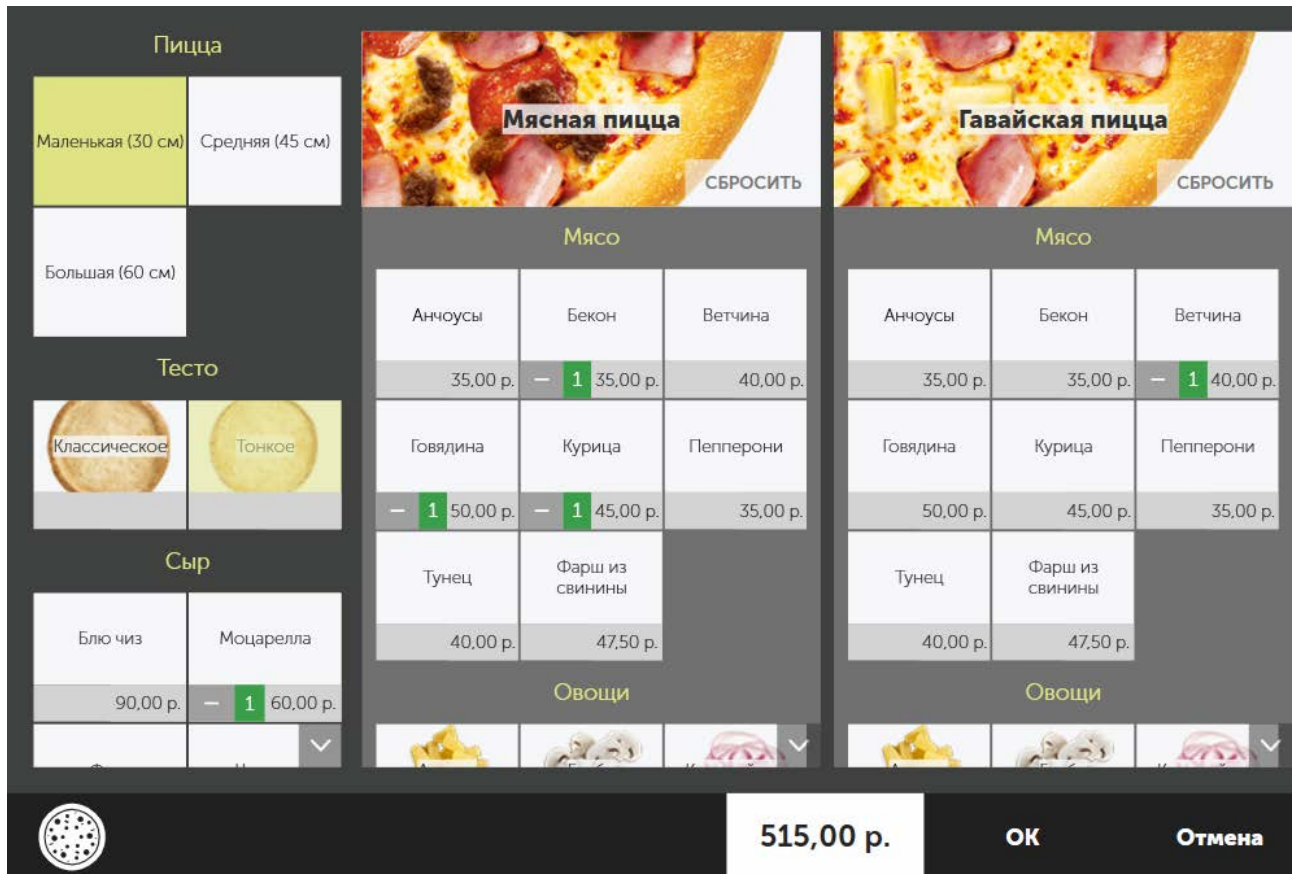 Пицца
Маленькая (30 см)
Средняя (45 см)
Большая (60 см)
Тесто
Классическое
Тонкое
Сыр
Блю чиз
Моцарелла
90,00 р.
– 1 60,00 р.
Мясная пицца
СБРОСИТЬ
Мясо
Анчоусы
Бекон
Ветчина
35,00 р.
– 1 35,00 р.
40,00 р.
Говядина
Курица
Пепперони
– 1 50,00 р.
– 1 45,00 р.
35,00 р.
Тунец
Фарш из
свинины
40,00 р.
47,50 р.
Овощи
Гавайская пицца
СБРОСИТЬ
Мясо
Анчоусы
Бекон
Ветчина
35,00 р.
35,00 р.
– 1 40,00 р.
Говядина
Курица
Пепперони
50,00 р.
45,00 р.
35,00 р.
Тунец
Фарш из
свинины
40,00 р.
47,50 р.
Овощи
515,00 р.
ОК
Отмена